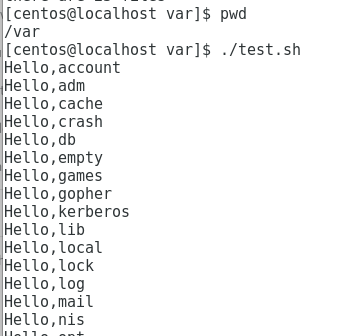 [centos@localhost var]$ pwd
/var
[centos@localhost var]$ ./test.sh
Hello,account
Hello,adm
Hello,cache
Hello,crash
Hello,db
Hello,empty
Hello,games
Hello,gopher
Hello,kerberos
Hello,lib
Hello,local
Hello,lock
Hello,log
Hello,mail
Hello,nis